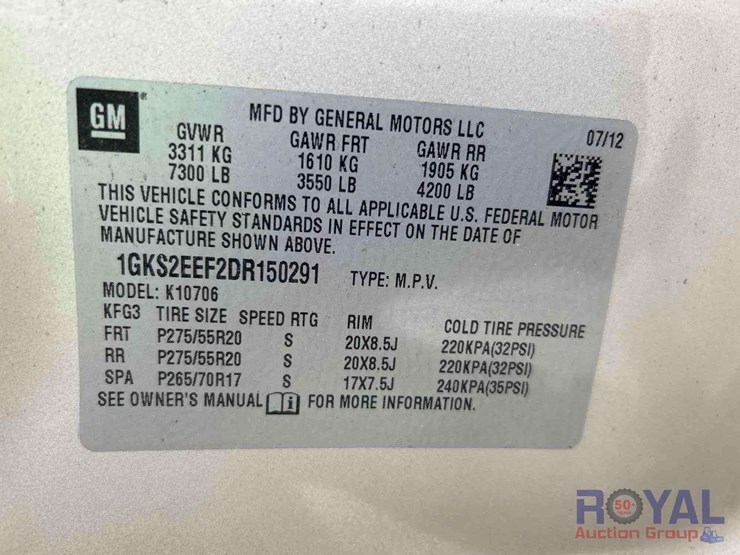 GM
MFD BY GENERAL MOTORS LLC
07/12
GVWR GAWR FRT GAWR RR
3311 KG 1610 KG 1905 KG
7300 LB 3550 LB 4200 LB
THIS VEHICLE CONFORMS TO ALL APPLICABLE U.S. FEDERAL MOTOR
VEHICLE SAFETY STANDARDS IN EFFECT ON THE DATE OF
MANUFACTURE SHOWN ABOVE.
1GKS2EEF2DR150291 TYPE: M.P.V.
MODEL: K10706
KFG3 TIRE SIZE SPEED RTG RIM COLD TIRE PRESSURE
FRT P275/55R20 S 20X8.5J 220KPA(32PSI)
RR P275/55R20 S 20X8.5J 220KPA(32PSI)
SPA P265/70R17 S 17X7.5J 240KPA(35PSI)
SEE OWNER'S MANUAL i FOR MORE INFORMATION.
ROYAL
50+
Auction Group